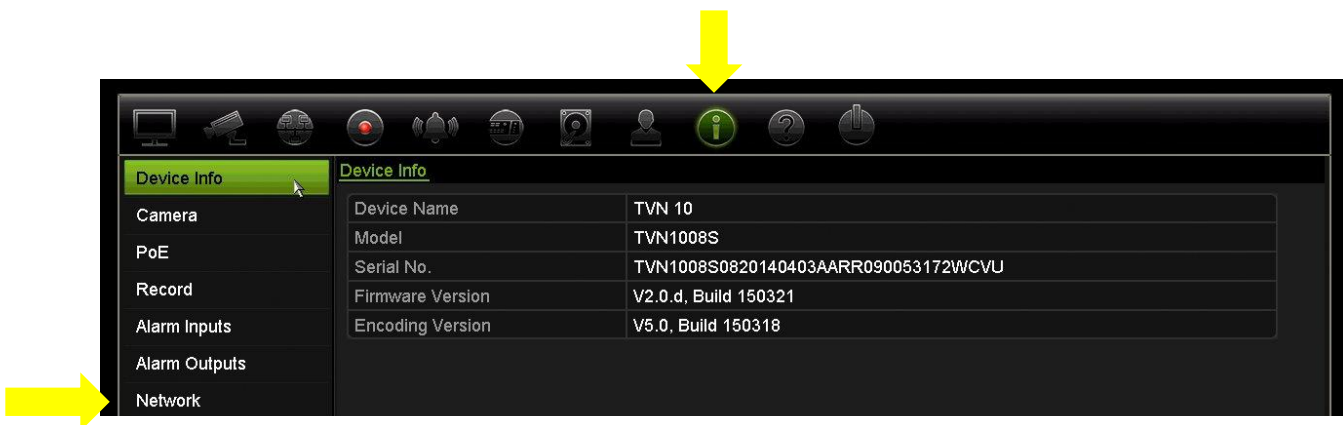 Device Info
Camera
PoE
Record
Alarm Inputs
Alarm Outputs
Network
Device Info
Device Name TVN 10
Model TVN1008S
Serial No. TVN1008S0820140403AARR090053172WCVU
Firmware Version V2.0.d, Build 150321
Encoding Version V5.0, Build 150318